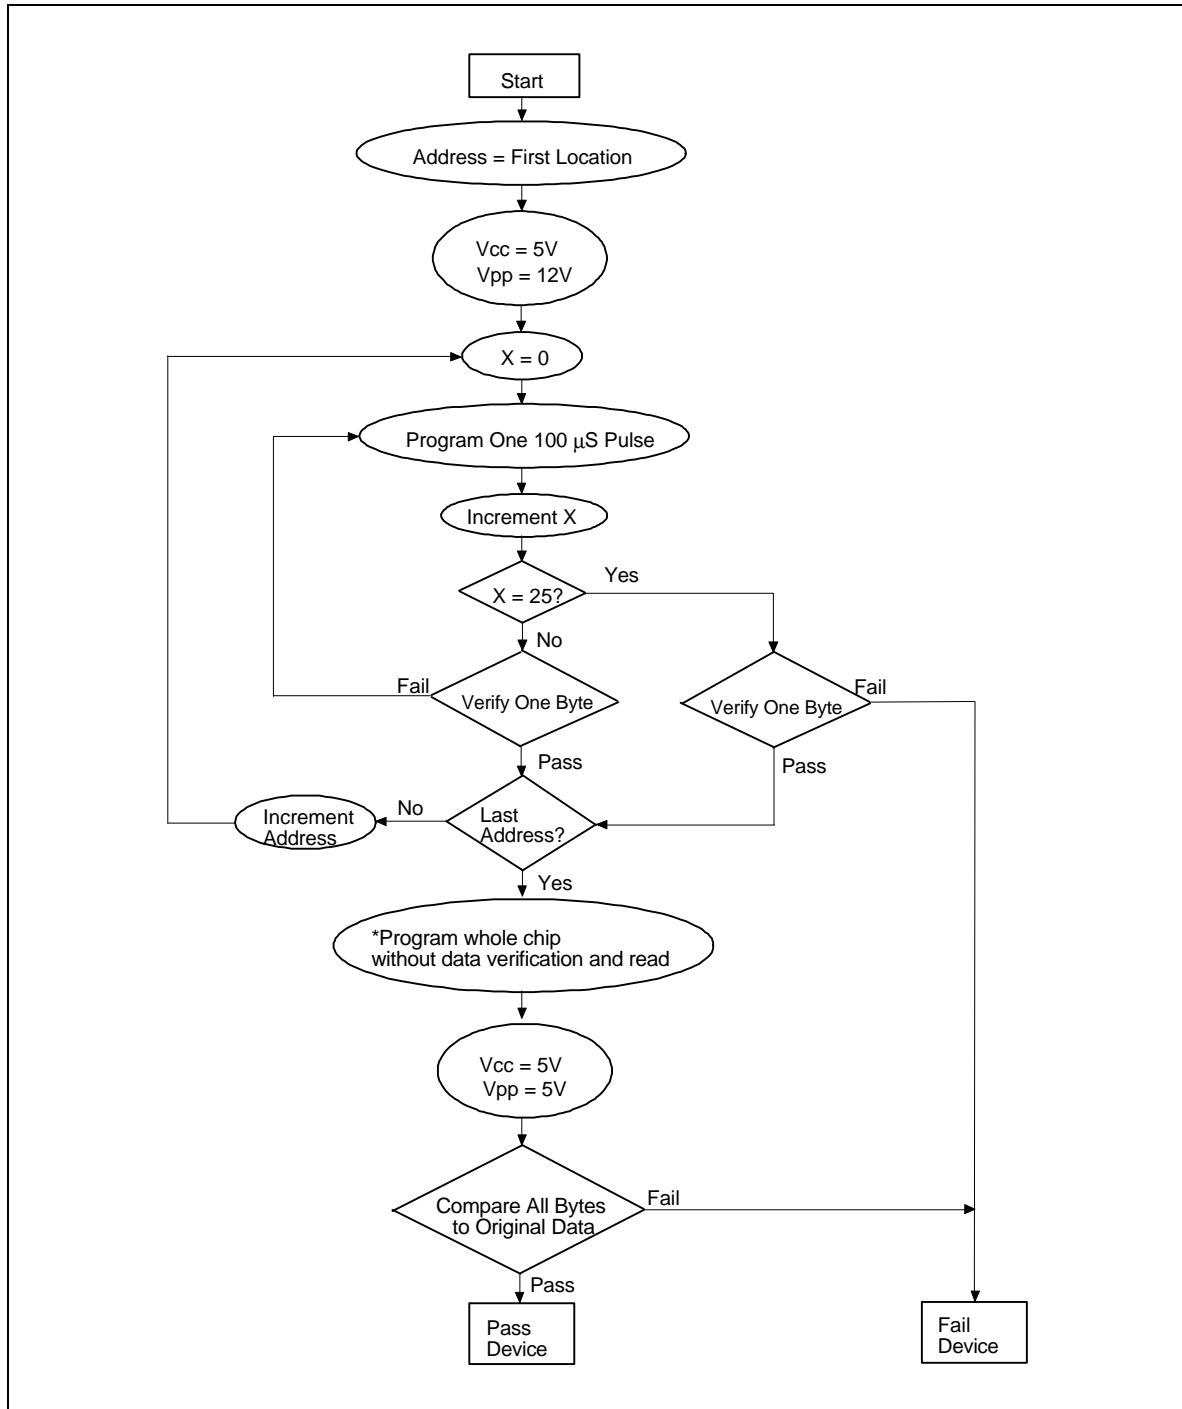 Start
Address = First Location
Vcc = 5V
Vpp = 12V
X = 0
Program One 100 μS Pulse
Increment X
X = 25?
Yes
No
Fail
Verify One Byte
Verify One Byte
Fail
Pass
Pass
Increment
Address
No
Last
Address?
Yes
*Program whole chip
without data verification and read
Vcc = 5V
Vpp = 5V
Compare All Bytes
to Original Data
Fail
Pass
Pass
Device
Fail
Device